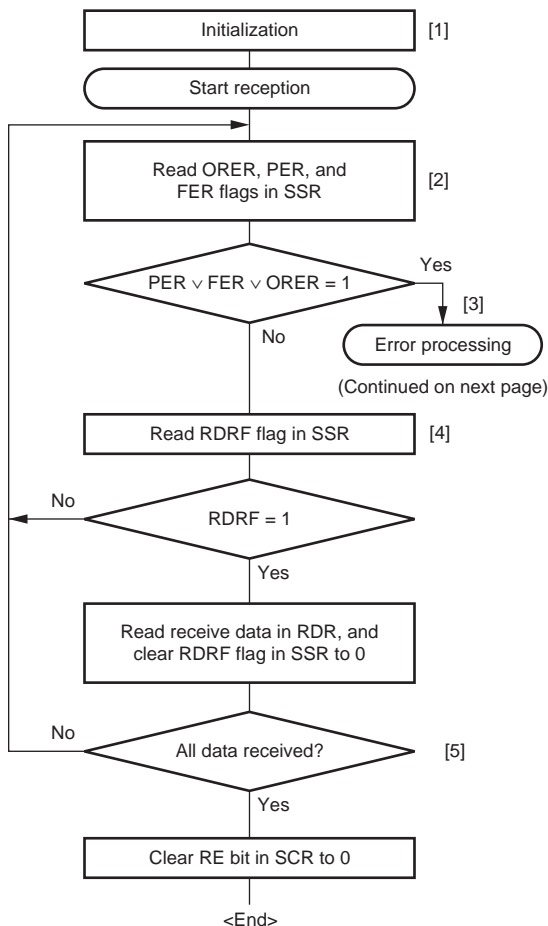 Initialization
[1]
Start reception
Read ORER, PER, and
FER flags in SSR
[2]
PER ∨ FER ∨ ORER = 1
Yes
[3]
No
Error processing
(Continued on next page)
Read RDRF flag in SSR
[4]
No
RDRF = 1
Yes
Read receive data in RDR, and
clear RDRF flag in SSR to 0
No
All data received?
[5]
Yes
Clear RE bit in SCR to 0
<End>